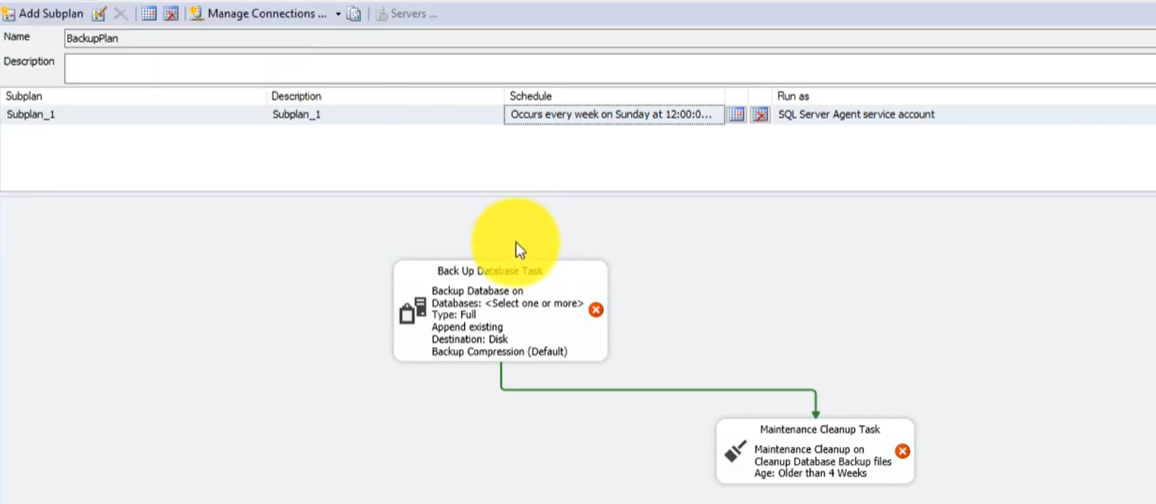 Add Subplan Manage Connections ... Servers ...
Name BackupPlan
Description
Subplan Description Schedule Run as
Subplan_1 Subplan_1 Occurs every week on Sunday at 12:00:0... SQL Server Agent service account
Back Up Database Task
Backup Database on
Databases: <Select one or more>
Type: Full
Append existing
Destination: Disk
Backup Compression (Default)
Maintenance Cleanup Task
Maintenance Cleanup on
Cleanup Database Backup files
Age: Older than 4 Weeks